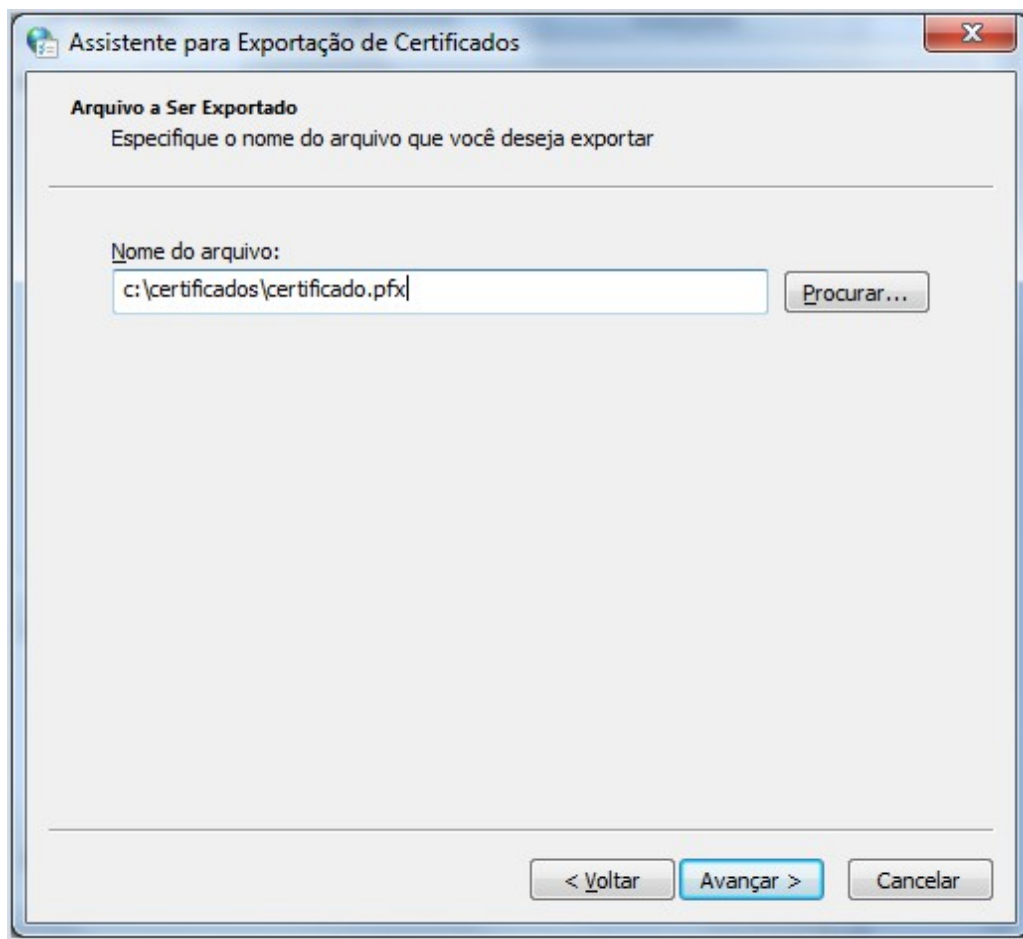 Assistente para Exportação de Certificados
Arquivo a Ser Exportado
Especifique o nome do arquivo que você deseja exportar
Nome do arquivo:
c:\certificados\certificado.pfx
Procurar...
< Voltar
Avançar >
Cancelar